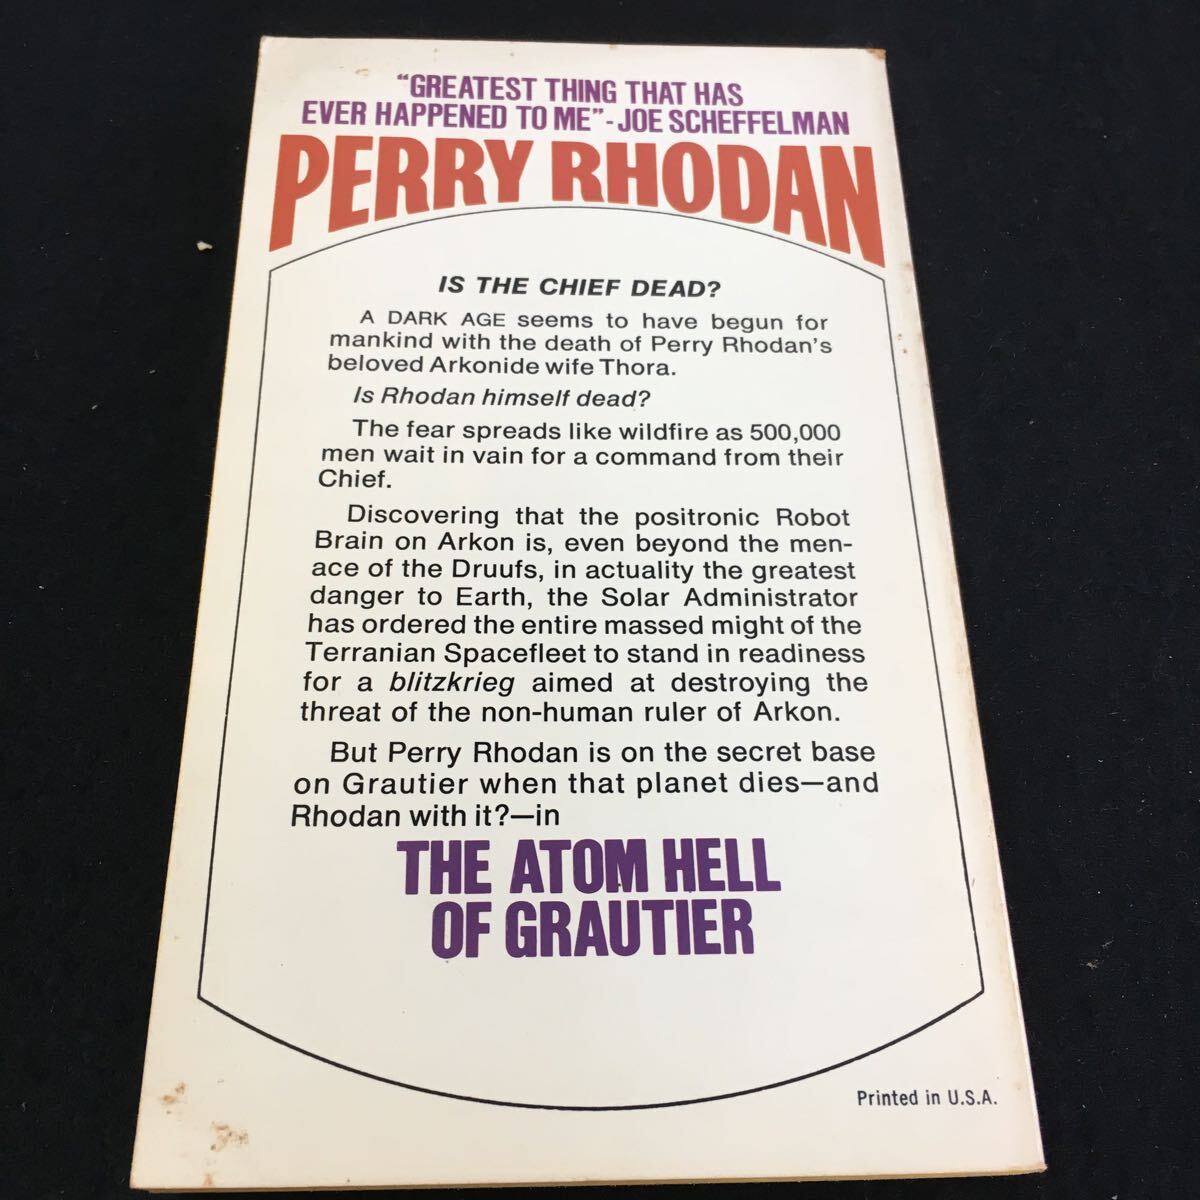 "GREATEST THING THAT HAS
EVER HAPPENED TO ME"-JOE SCHEFFELMAN
PERRY RHODAN
IS THE CHIEF DEAD?
A DARK AGE seems to have begun for
mankind with the death of Perry Rhodan's
beloved Arkonide wife Thora.
Is Rhodan himself dead?
The fear spreads like wildfire as 500,000
men wait in vain for a command from their
Chief.
Discovering that the positronic Robot
Brain on Arkon is, even beyond the men-
ace of the Druufs, in actuality the greatest
danger to Earth, the Solar Administrator
has ordered the entire massed might of the
Terranian Spacefleet to stand in readiness
for a blitzkrieg aimed at destroying the
threat of the non-human ruler of Arkon.
But Perry Rhodan is on the secret base
on Grautier when that planet dies—and
Rhodan with it?—in
THE ATOM HELL
OF GRAUTIER
Printed in U.S.A.